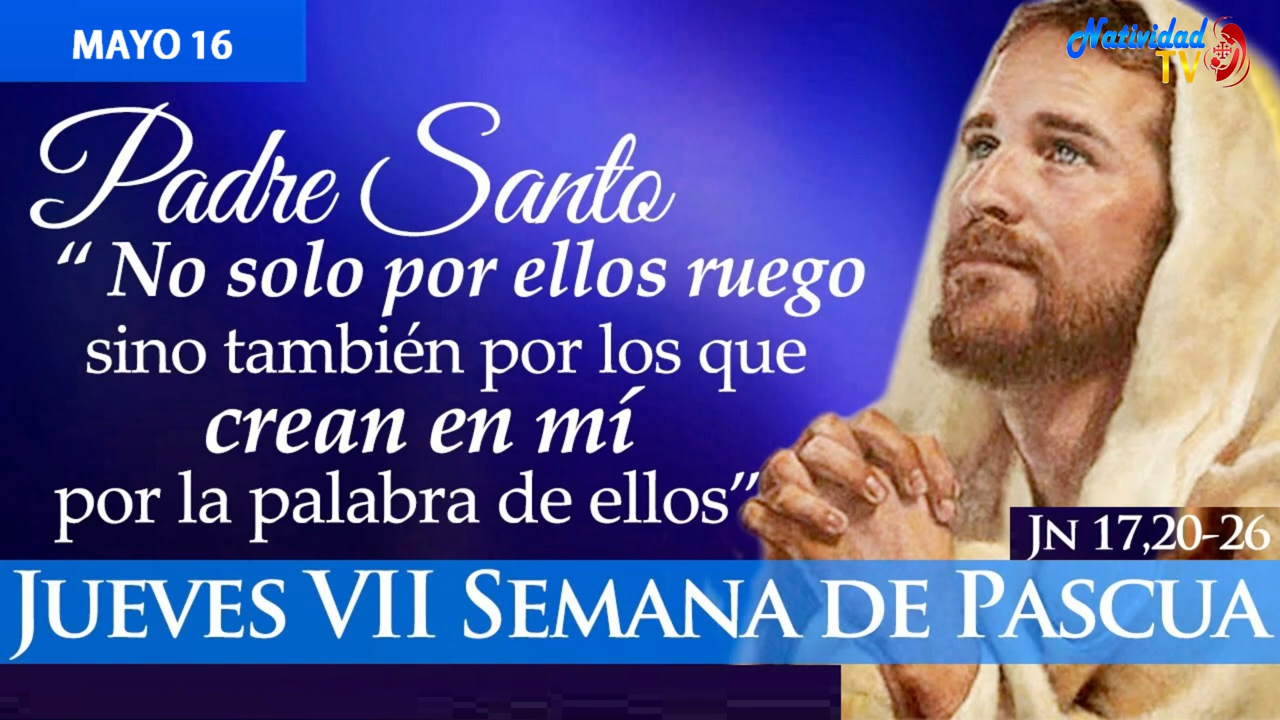 MAYO 16
Natividad
TV
Padre Santo
“ No solo por ellos ruego
sino también por los que
crean en mí
por la palabra de ellos”
JN 17,20-26
JUEVES VII SEMANA DE PASCUA